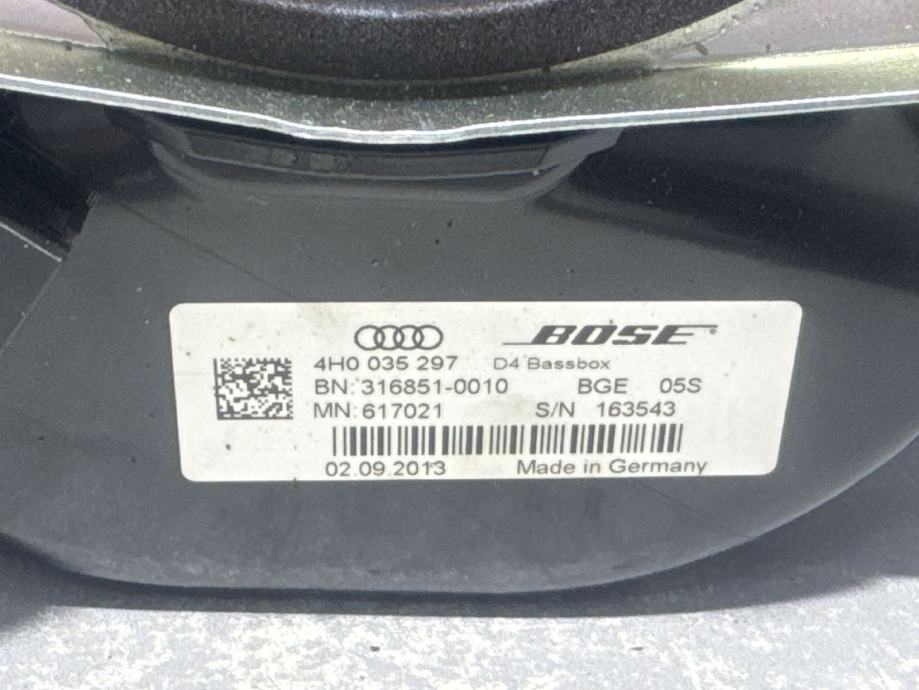 BOSE
4H0 035 297 D4 Bassbox
BN: 316851-0010 BGE 05S
MN: 617021 S/N 163543
02.09.2013 Made in Germany